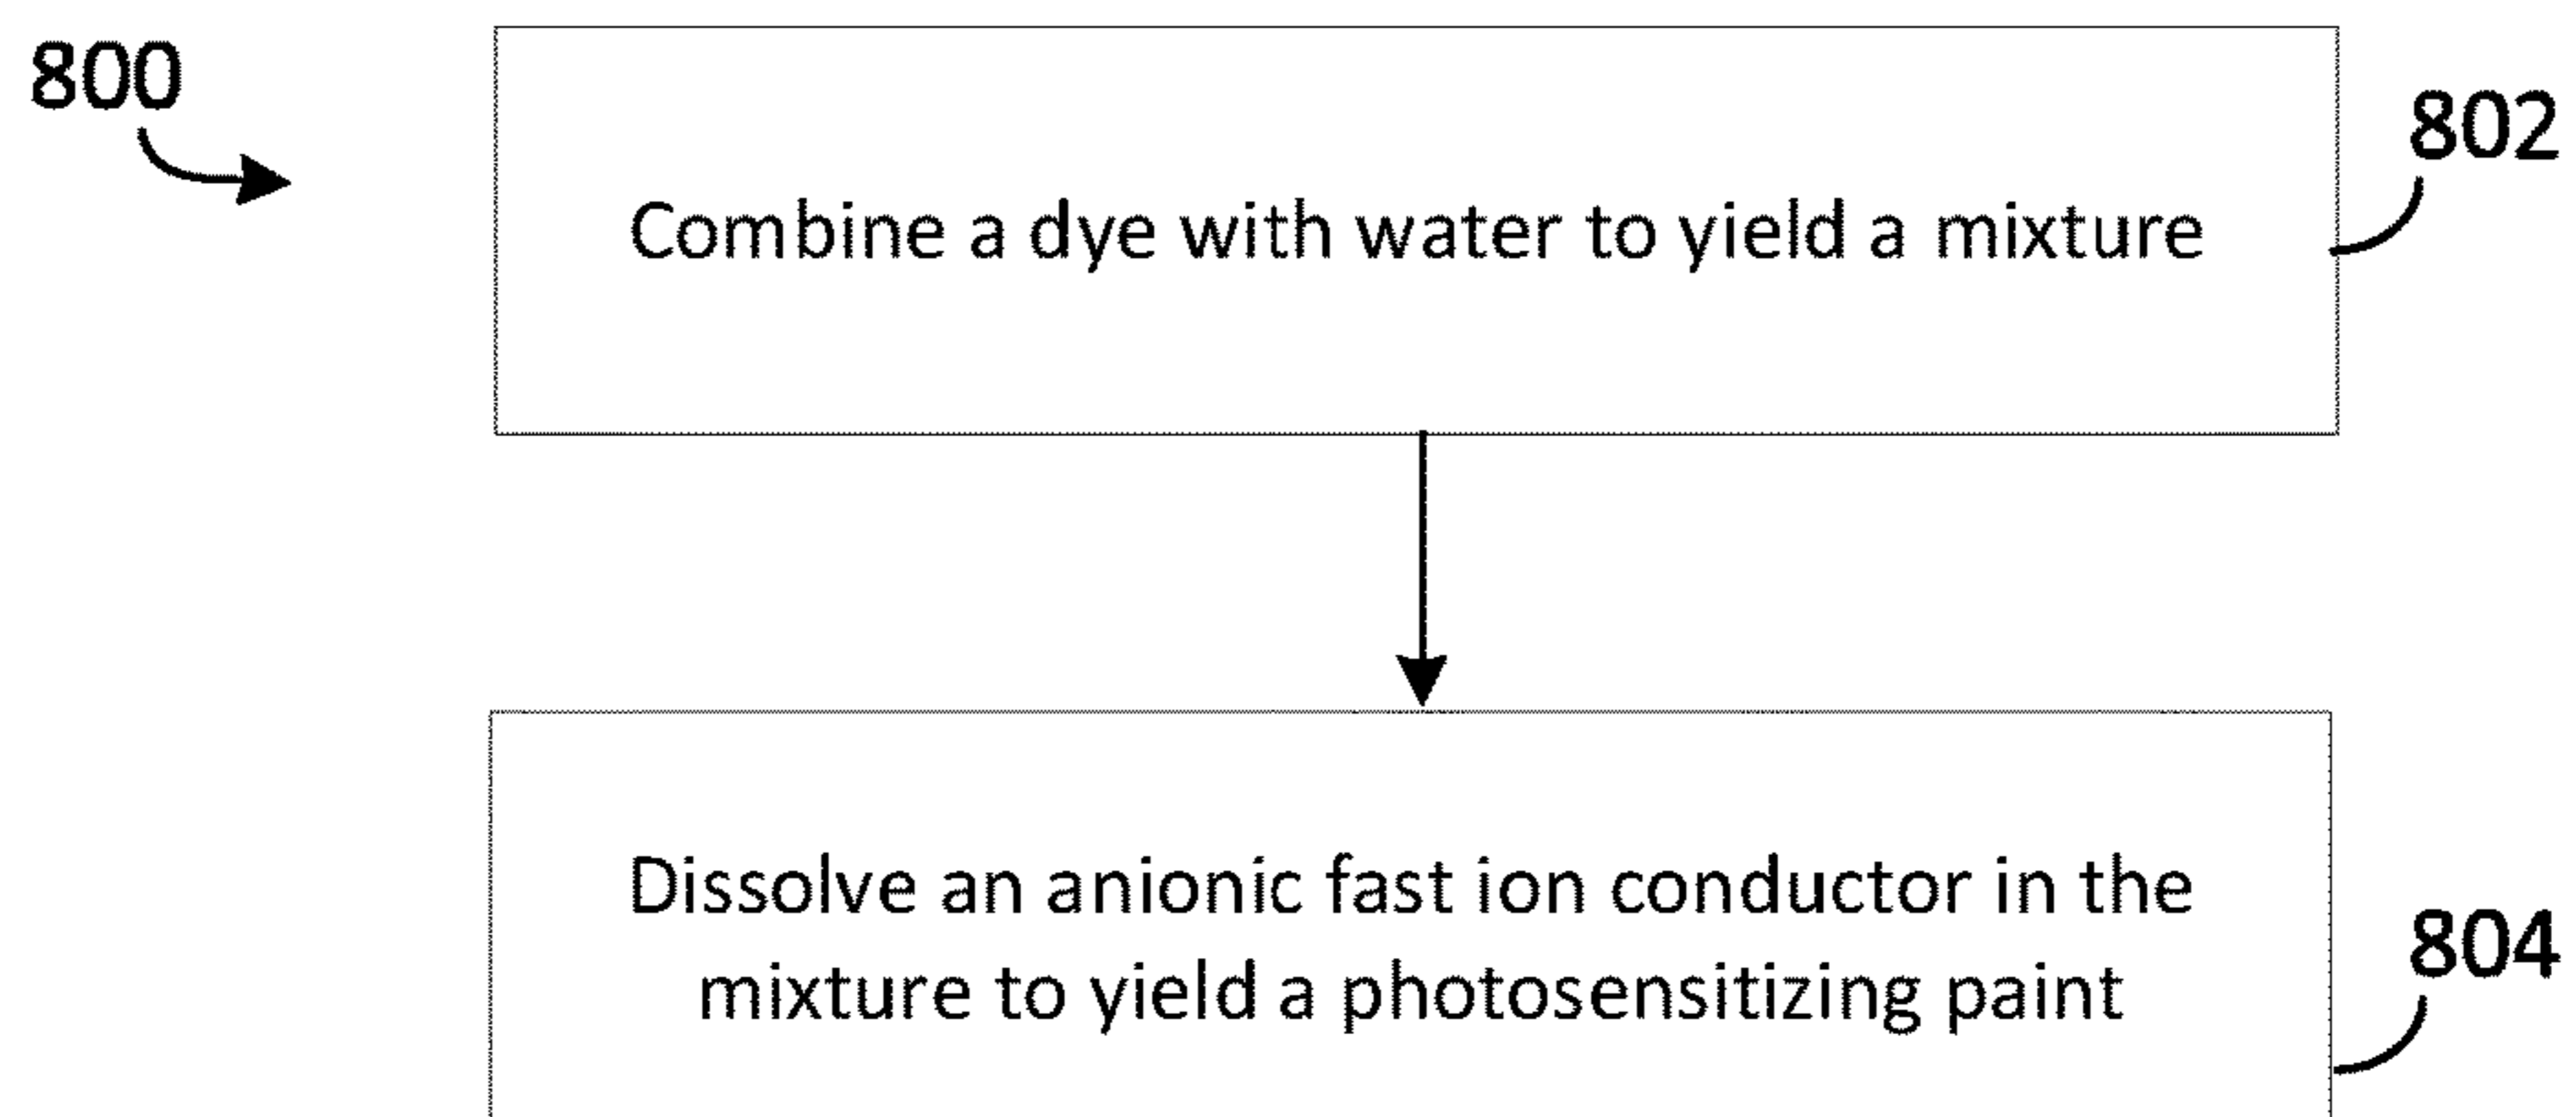 800
802
Combine a dye with water to yield a mixture
Dissolve an anionic fast ion conductor in the
mixture to yield a photosensitizing paint
804